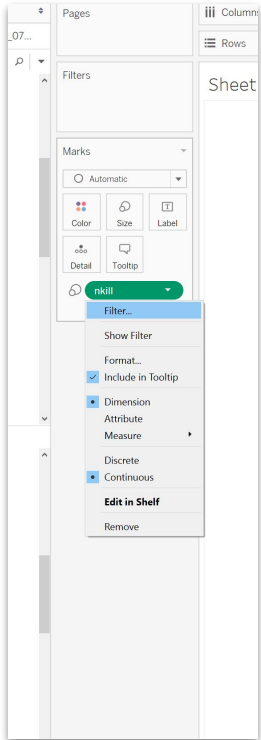 _07...
Pages
Columns
Rows
Filters
Sheet
Marks
Automatic
Color
Size
Label
Detail
Tooltip
nkill
Filter...
Show Filter
Format...
Include in Tooltip
Dimension
Attribute
Measure
Discrete
Continuous
Edit in Shelf
Remove